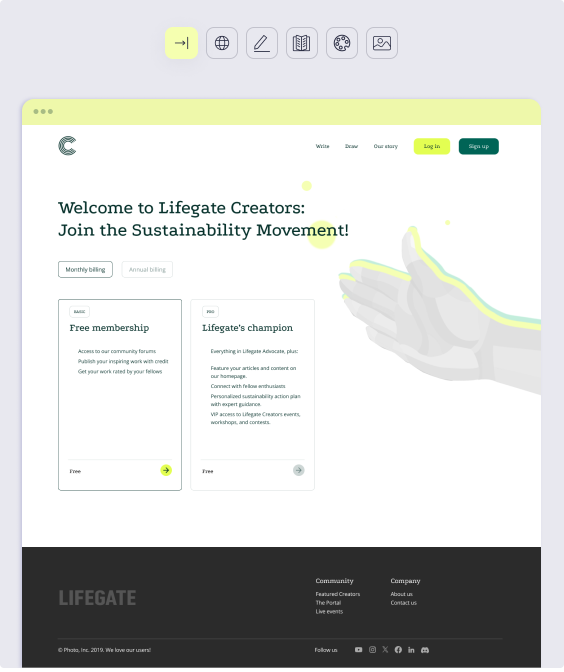 Write
Draw
Our story
Log in
Sign up
Welcome to Lifegate Creators:
Join the Sustainability Movement!
Monthly billing
Annual billing
BASIC
Free membership
Access to our community forums
Publish your inspiring work with credit
Get your work rated by your fellows
Free
PRO
Lifegate's champion
Everything in Lifegate Advocate, plus:
Feature your articles and content on
our homepage.
Connect with fellow enthusiasts
Personalized sustainability action plan
with expert guidance.
VIP access to Lifegate Creators events,
workshops, and contests.
Free
LIFEGATE
Community
Featured Creators
The Portal
Live events
Company
About us
Contact us
© Photo, Inc. 2019. We love our users!
Follow us